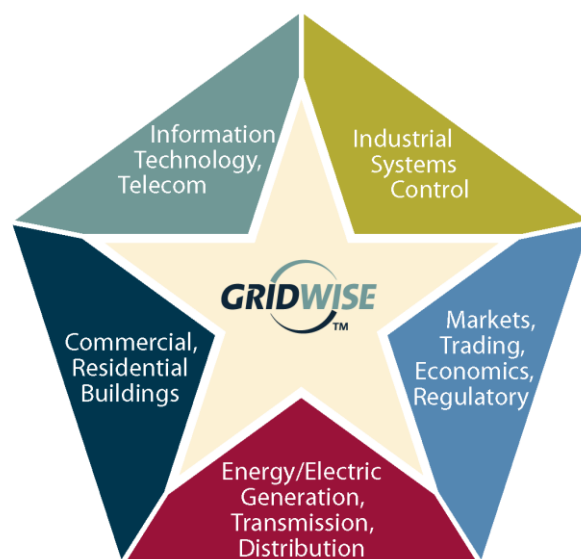 Information
Technology,
Telecom
Industrial
Systems
Control
GRIDWISE
TM
Commercial,
Residential
Buildings
Markets,
Trading,
Economics,
Regulatory
Energy/Electric
Generation,
Transmission,
Distribution